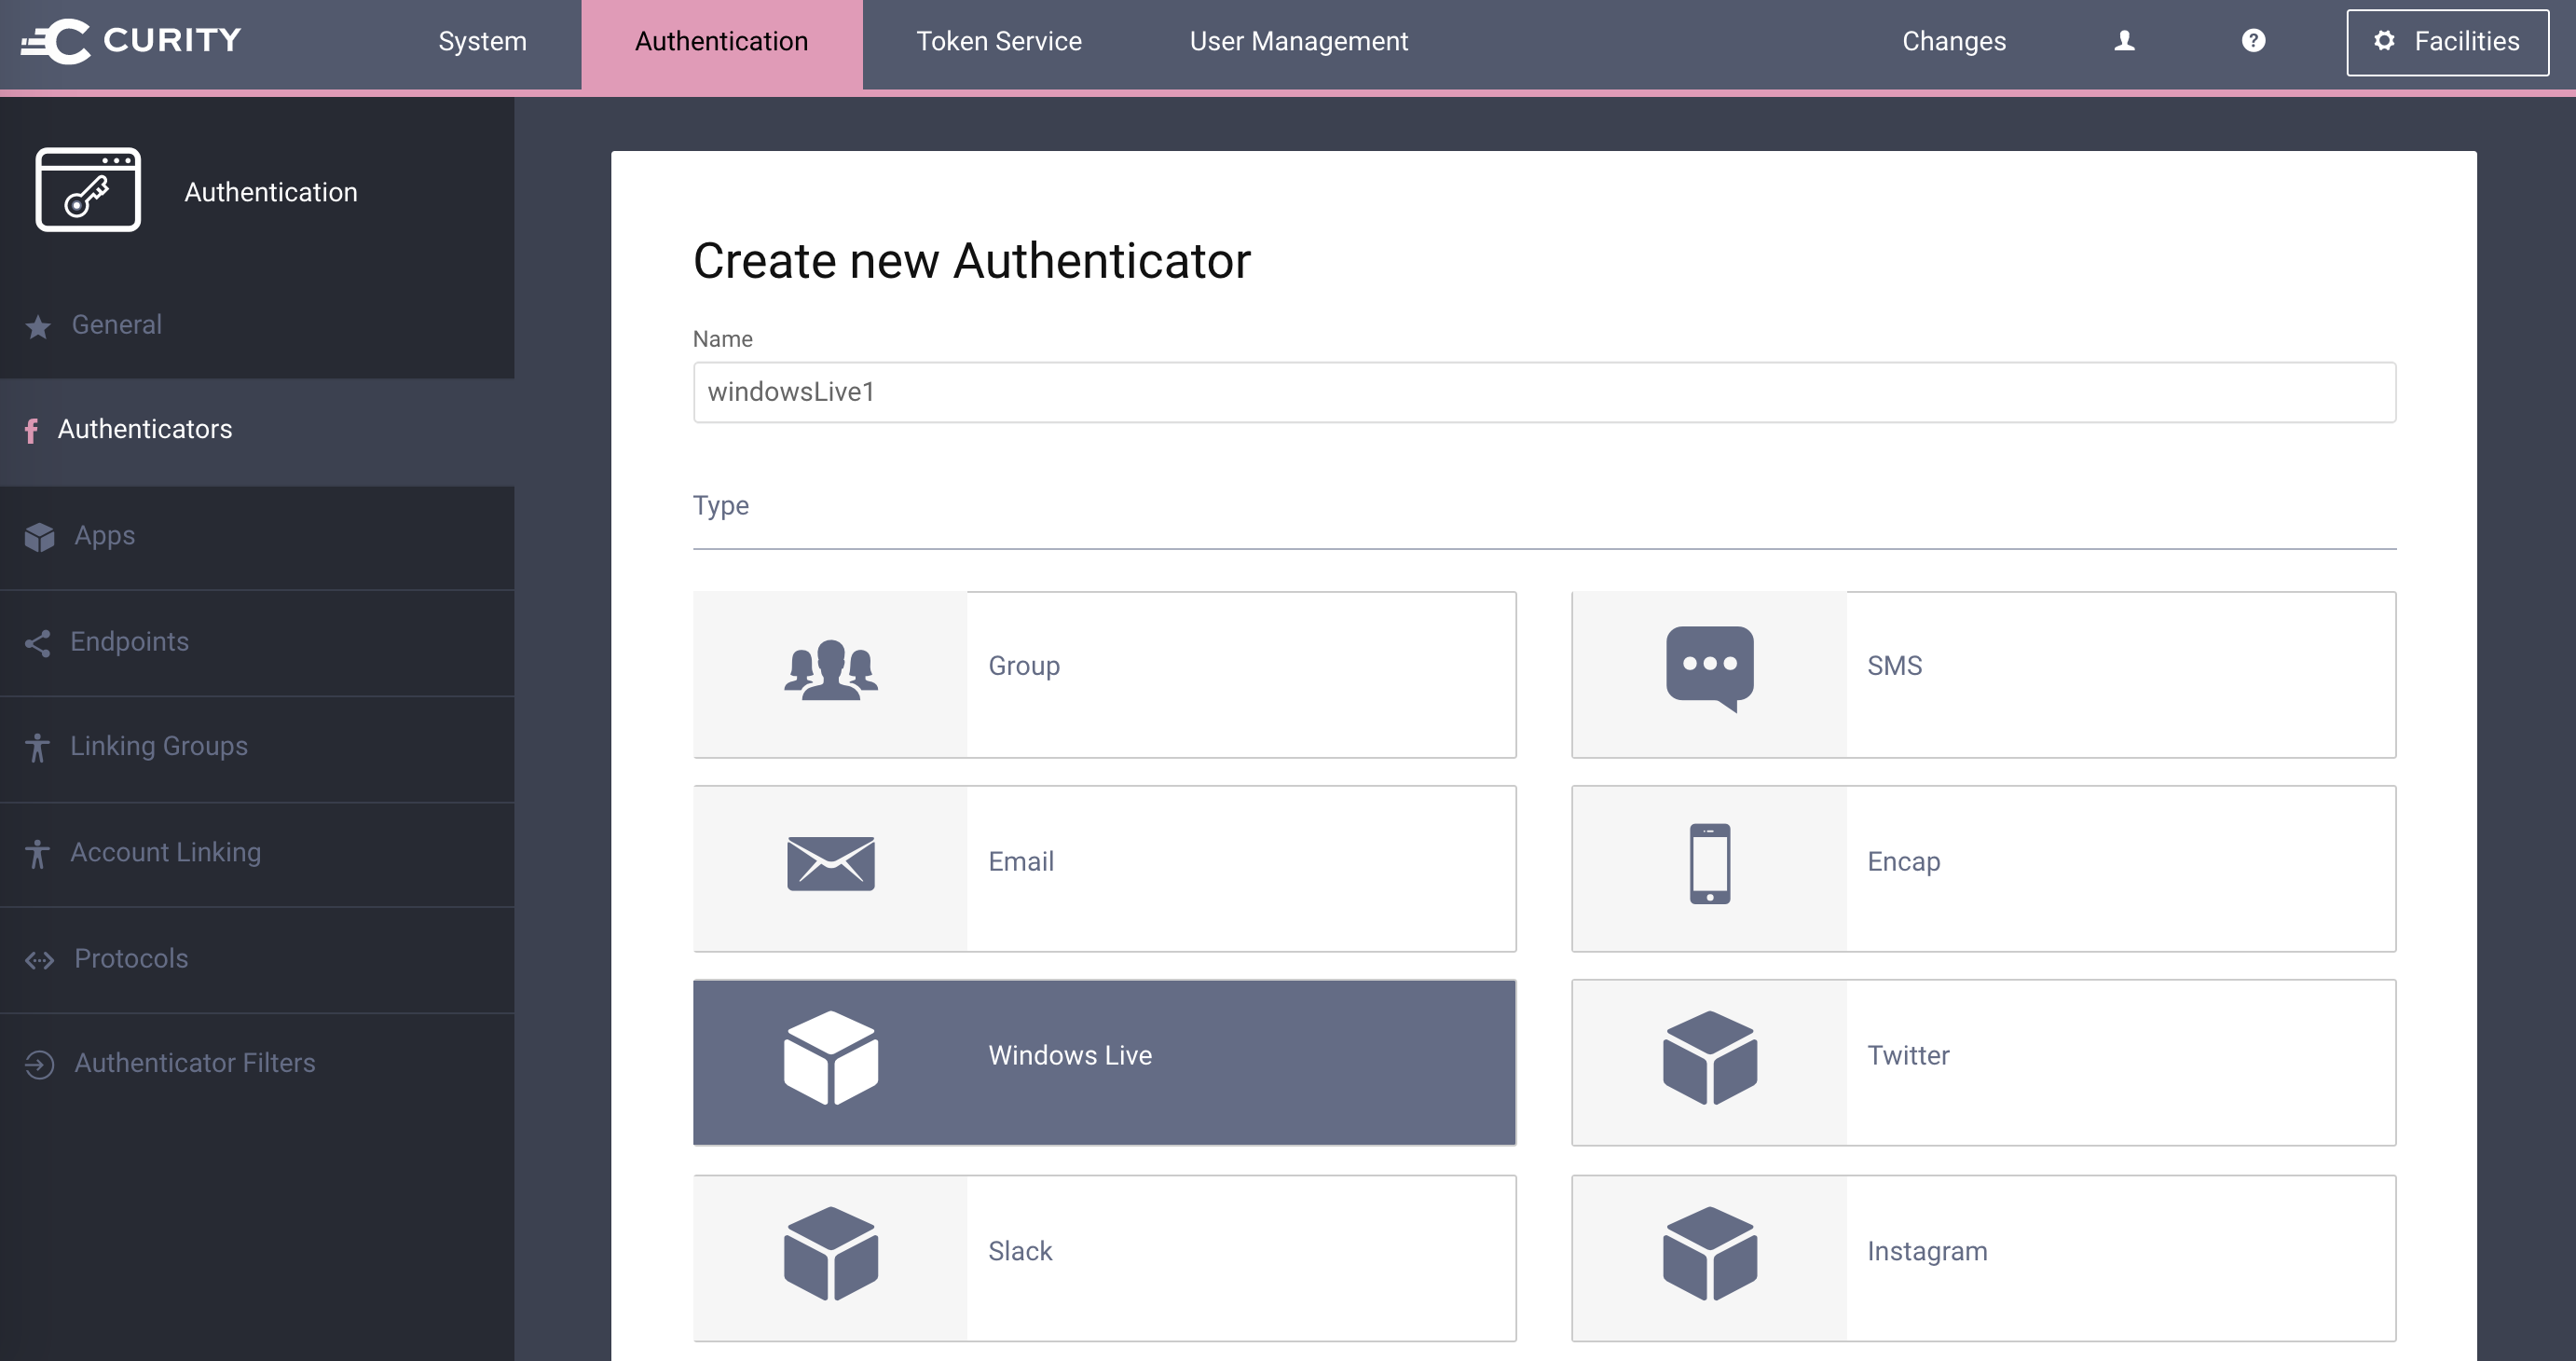 CURITY
System
Authentication
Token Service
User Management
Changes
Facilities
Authentication
General
Authenticators
Apps
Endpoints
Linking Groups
Account Linking
Protocols
Authenticator Filters
Create new Authenticator
Name
windowsLive1
Type
Group
SMS
Email
Encap
Windows Live
Twitter
Slack
Instagram